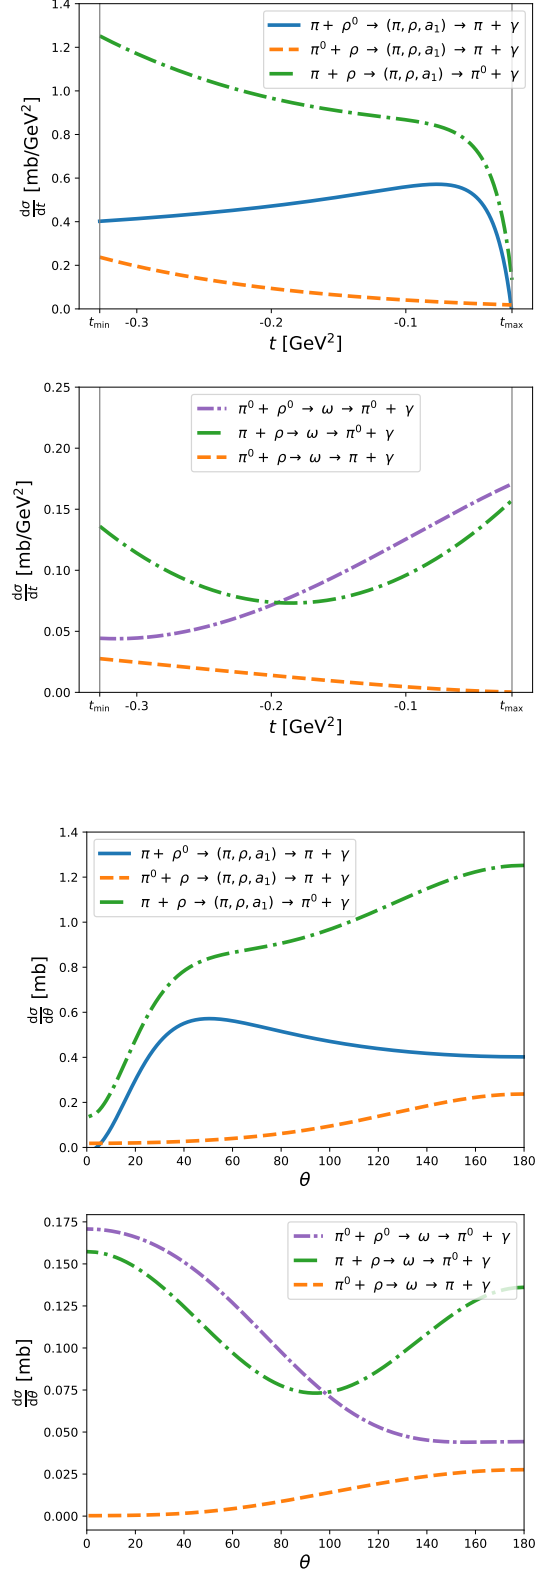 1.4
1.2
1.0
0.8
0.6
0.4
0.2
0.0
dσ/dt [mb/GeV²]
π + ρ⁰ → (π, ρ, a₁) → π + γ
π⁰ + ρ → (π, ρ, a₁) → π + γ
π + ρ → (π, ρ, a₁) → π⁰ + γ
t_min -0.3 -0.2 -0.1 t_max
t [GeV²]
0.25
0.20
0.15
0.10
0.05
0.00
dσ/dt [mb/GeV²]
π⁰ + ρ⁰ → ω → π⁰ + γ
π + ρ → ω → π⁰ + γ
π⁰ + ρ → ω → π + γ
t_min -0.3 -0.2 -0.1 t_max
t [GeV²]
1.4
1.2
1.0
0.8
0.6
0.4
0.2
0.0
dσ/dθ [mb]
π + ρ⁰ → (π, ρ, a₁) → π + γ
π⁰ + ρ → (π, ρ, a₁) → π + γ
π + ρ → (π, ρ, a₁) → π⁰ + γ
0 20 40 60 80 100 120 140 160 180
θ
0.175
0.150
0.125
0.100
0.075
0.050
0.025
0.000
dσ/dθ [mb]
π⁰ + ρ⁰ → ω → π⁰ + γ
π + ρ → ω → π⁰ + γ
π⁰ + ρ → ω → π + γ
0 20 40 60 80 100 120 140 160 180
θ